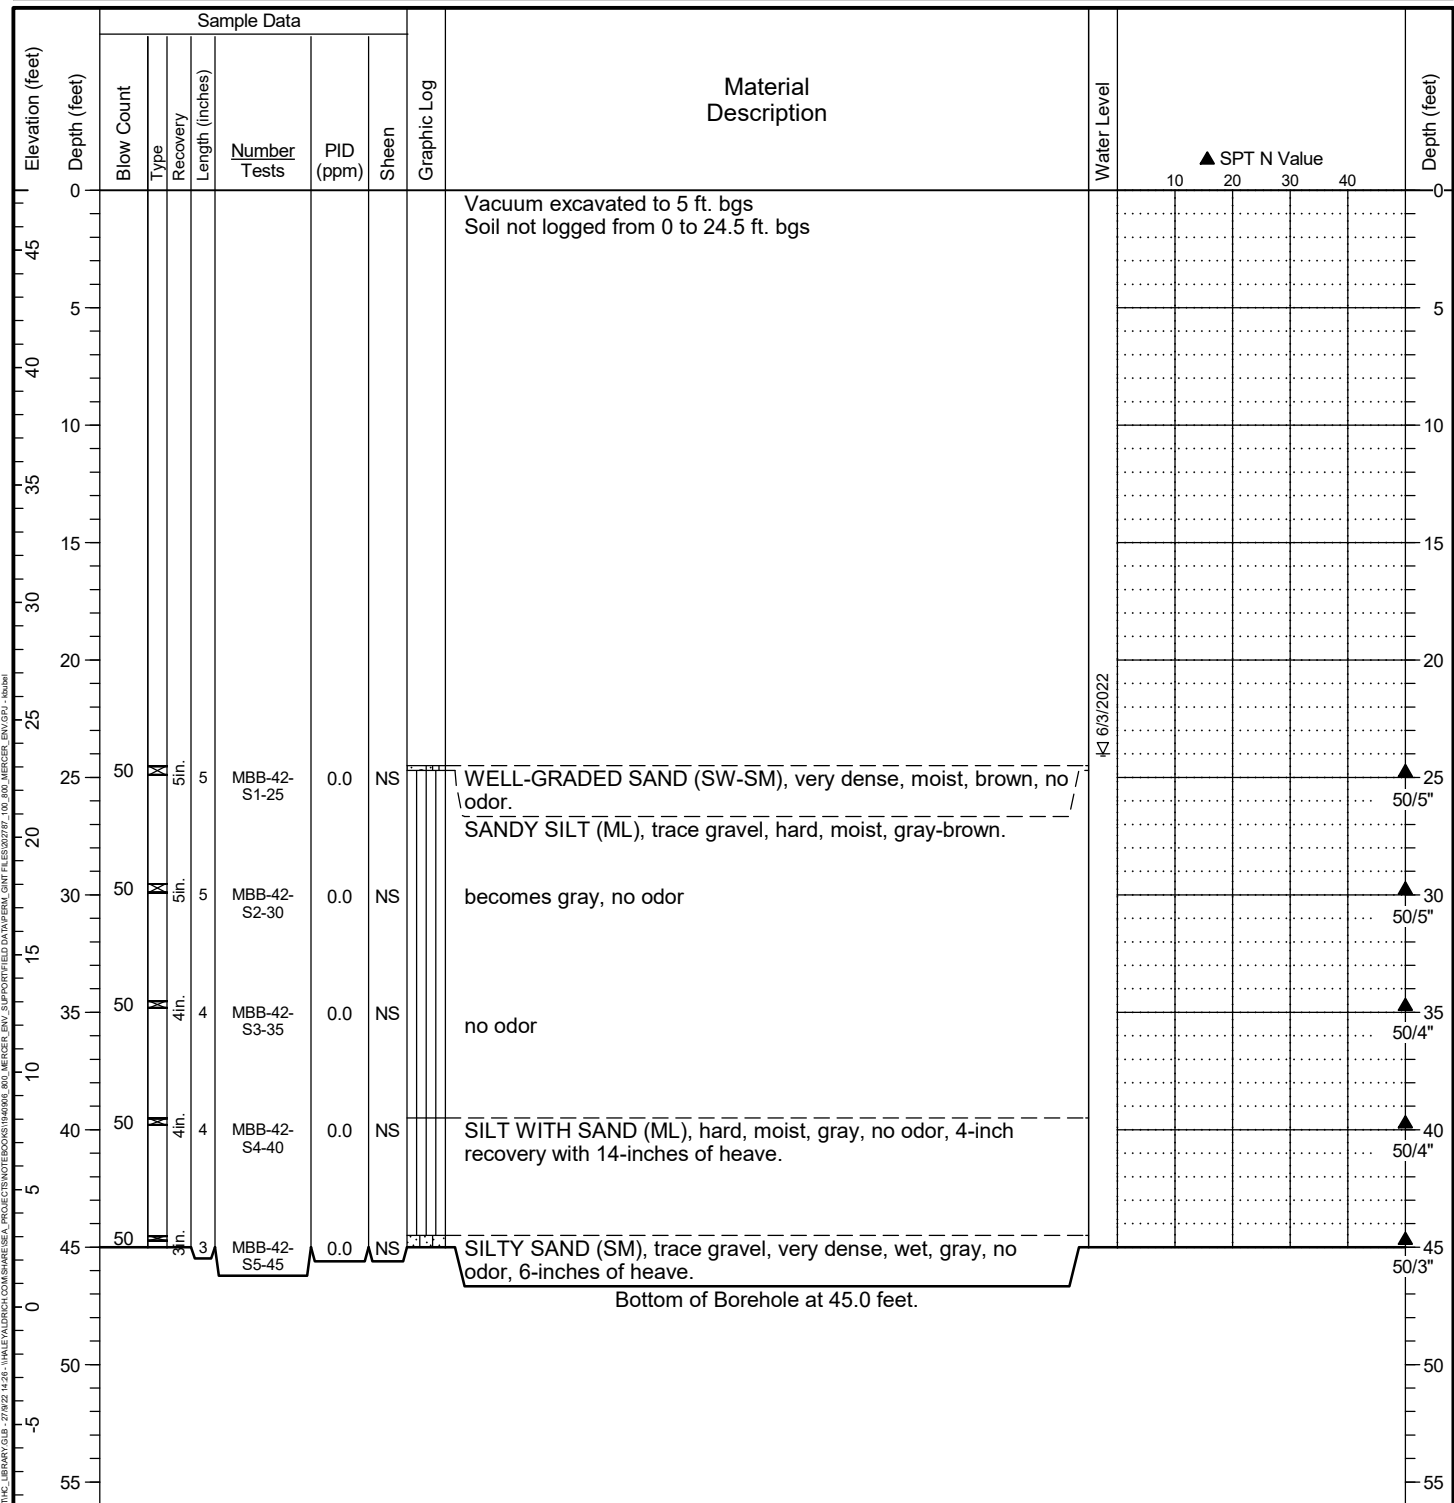 Sample Data
Elevation (feet)
Depth (feet)
Blow Count
Type
Recovery
Length (inches)
Number
Tests
PID
(ppm)
Sheen
Graphic Log
Material
Description
Water Level
▲ SPT N Value
10 20 30 40
Depth (feet)
0 0
Vacuum excavated to 5 ft. bgs
Soil not logged from 0 to 24.5 ft. bgs
45
5 5
40
10 10
35
15 15
30
20 20
6/3/2022
25
50 5in. 5 MBB-42-
S1-25
0.0 NS
WELL-GRADED SAND (SW-SM), very dense, moist, brown, no
odor.
25 25
50/5"
20
SANDY SILT (ML), trace gravel, hard, moist, gray-brown.
50 5in. 5 MBB-42-
S2-30
0.0 NS
becomes gray, no odor
30 30
50/5"
15
50 4in. 4 MBB-42-
S3-35
0.0 NS
no odor
35 35
50/4"
10
50 4in. 4 MBB-42-
S4-40
0.0 NS
SILT WITH SAND (ML), hard, moist, gray, no odor, 4-inch
recovery with 14-inches of heave.
40 40
50/4"
5
50 3in. 3 MBB-42-
S5-45
0.0 NS
SILTY SAND (SM), trace gravel, very dense, wet, gray, no
odor, 6-inches of heave.
45 45
50/3"
Bottom of Borehole at 45.0 feet.
0
50 50
-5
55 55